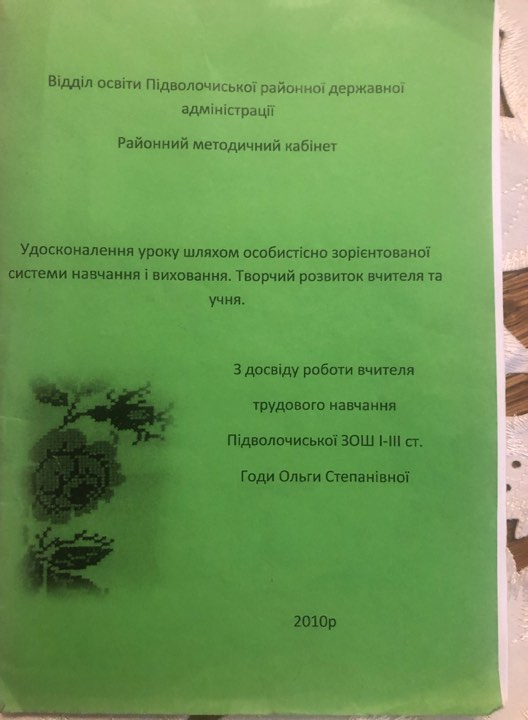 Відділ освіти Підволочиської районної державної
адміністрації
Районний методичний кабінет
Удосконалення уроку шляхом особистісно зорієнтованої
системи навчання і виховання. Творчий розвиток вчителя та
учня.
З досвіду роботи вчителя
трудового навчання
Підволочиської ЗОШ І-ІІІ ст.
Годи Ольги Степанівної
2010р